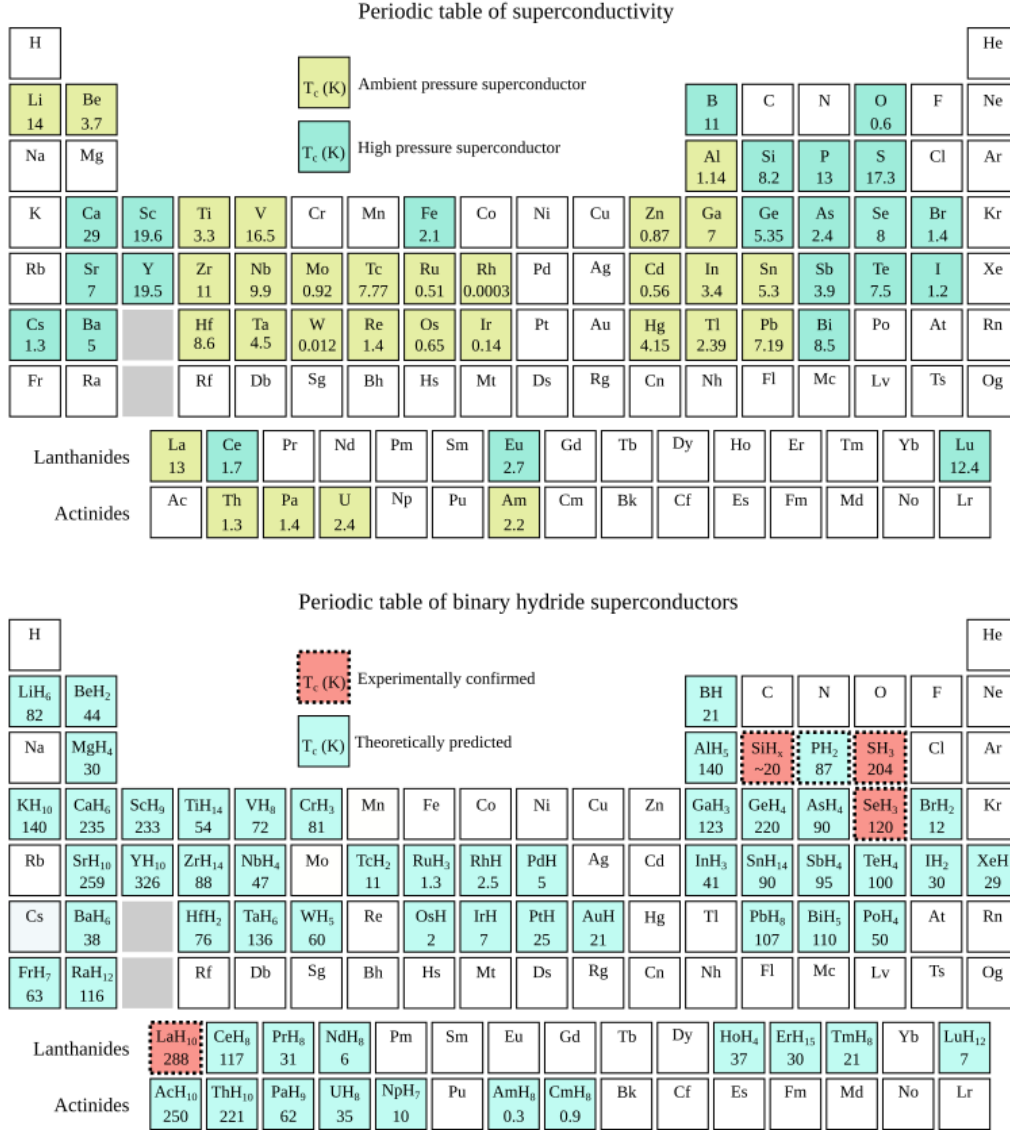 Periodic table of superconductivity
H He
T_c (K) Ambient pressure superconductor
Li Be B C N O F Ne
14 3.7 11 0.6
T_c (K) High pressure superconductor
Na Mg Al Si P S Cl Ar
1.14 8.2 13 17.3
K Ca Sc Ti V Cr Mn Fe Co Ni Cu Zn Ga Ge As Se Br Kr
29 19.6 3.3 16.5 2.1 0.87 7 5.35 2.4 8 1.4
Rb Sr Y Zr Nb Mo Tc Ru Rh Pd Ag Cd In Sn Sb Te I Xe
7 19.5 11 9.9 0.92 7.77 0.51 0.0003 0.56 3.4 5.3 3.9 7.5 1.2
Cs Ba Hf Ta W Re Os Ir Pt Au Hg Tl Pb Bi Po At Rn
1.3 5 8.6 4.5 0.012 1.4 0.65 0.14 4.15 2.39 7.19 8.5
Fr Ra Rf Db Sg Bh Hs Mt Ds Rg Cn Nh Fl Mc Lv Ts Og
Lanthanides La Ce Pr Nd Pm Sm Eu Gd Tb Dy Ho Er Tm Yb Lu
13 1.7 2.7 12.4
Actinides Ac Th Pa U Np Pu Am Cm Bk Cf Es Fm Md No Lr
1.3 1.4 2.4 2.2
Periodic table of binary hydride superconductors
H He
T_c (K) Experimentally confirmed
LiH₆ BeH₂ BH C N O F Ne
82 44 21
T_c (K) Theoretically predicted
Na MgH₄ AlH₅ SiHₓ PH₂ SH₃ Cl Ar
30 140 ~20 87 204
KH₁₀ CaH₆ ScH₉ TiH₁₄ VH₈ CrH₃ Mn Fe Co Ni Cu Zn GaH₃ GeH₄ AsH₄ SeH₃ BrH₂ Kr
140 235 233 54 72 81 123 220 90 120 12
Rb SrH₁₀ YH₁₀ ZrH₁₄ NbH₄ Mo TcH₂ RuH₃ RhH PdH Ag Cd InH₃ SnH₁₄ SbH₄ TeH₄ IH₂ XeH
259 326 88 47 11 1.3 2.5 5 41 90 95 100 30 29
Cs BaH₆ HfH₂ TaH₆ WH₅ Re OsH IrH PtH AuH Hg Tl PbH₈ BiH₅ PoH₄ At Rn
38 76 136 60 2 7 25 21 107 110 50
FrH₇ RaH₁₂ Rf Db Sg Bh Hs Mt Ds Rg Cn Nh Fl Mc Lv Ts Og
63 116
Lanthanides LaH₁₀ CeH₈ PrH₈ NdH₈ Pm Sm Eu Gd Tb Dy HoH₄ ErH₁₅ TmH₈ Yb LuH₁₂
288 117 31 6 37 30 21 7
Actinides AcH₁₀ ThH₁₀ PaH₉ UH₈ NpH₇ Pu AmH₈ CmH₈ Bk Cf Es Fm Md No Lr
250 221 62 35 10 0.3 0.9